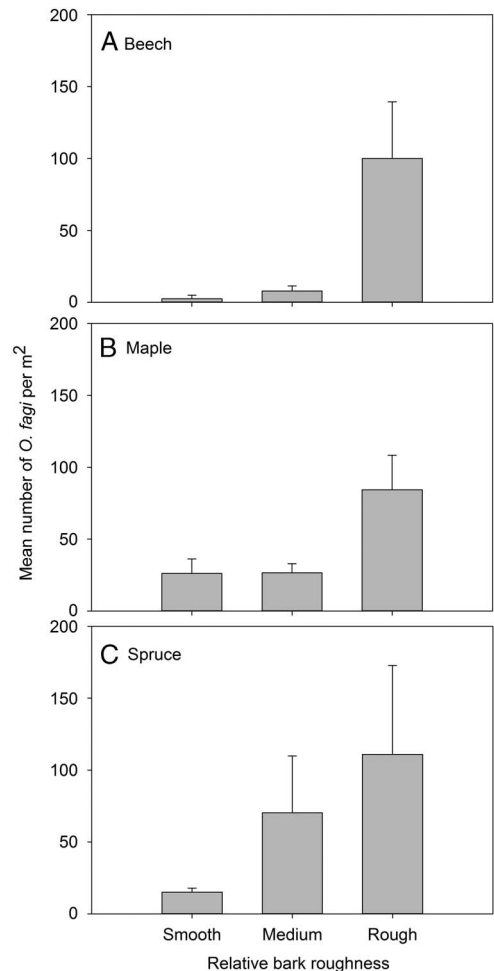 Mean number of O. fagi per m²
A Beech
200
150
100
50
0
B Maple
200
150
100
50
0
C Spruce
200
150
100
50
0
Smooth Medium Rough
Relative bark roughness